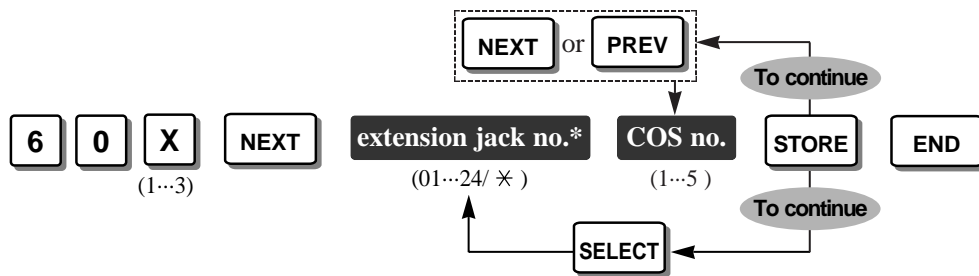 NEXT or PREV
To continue
6 0 X NEXT extension jack no.* COS no. STORE END
(1···3) (01···24/ ✳ ) (1···5 )
To continue
SELECT